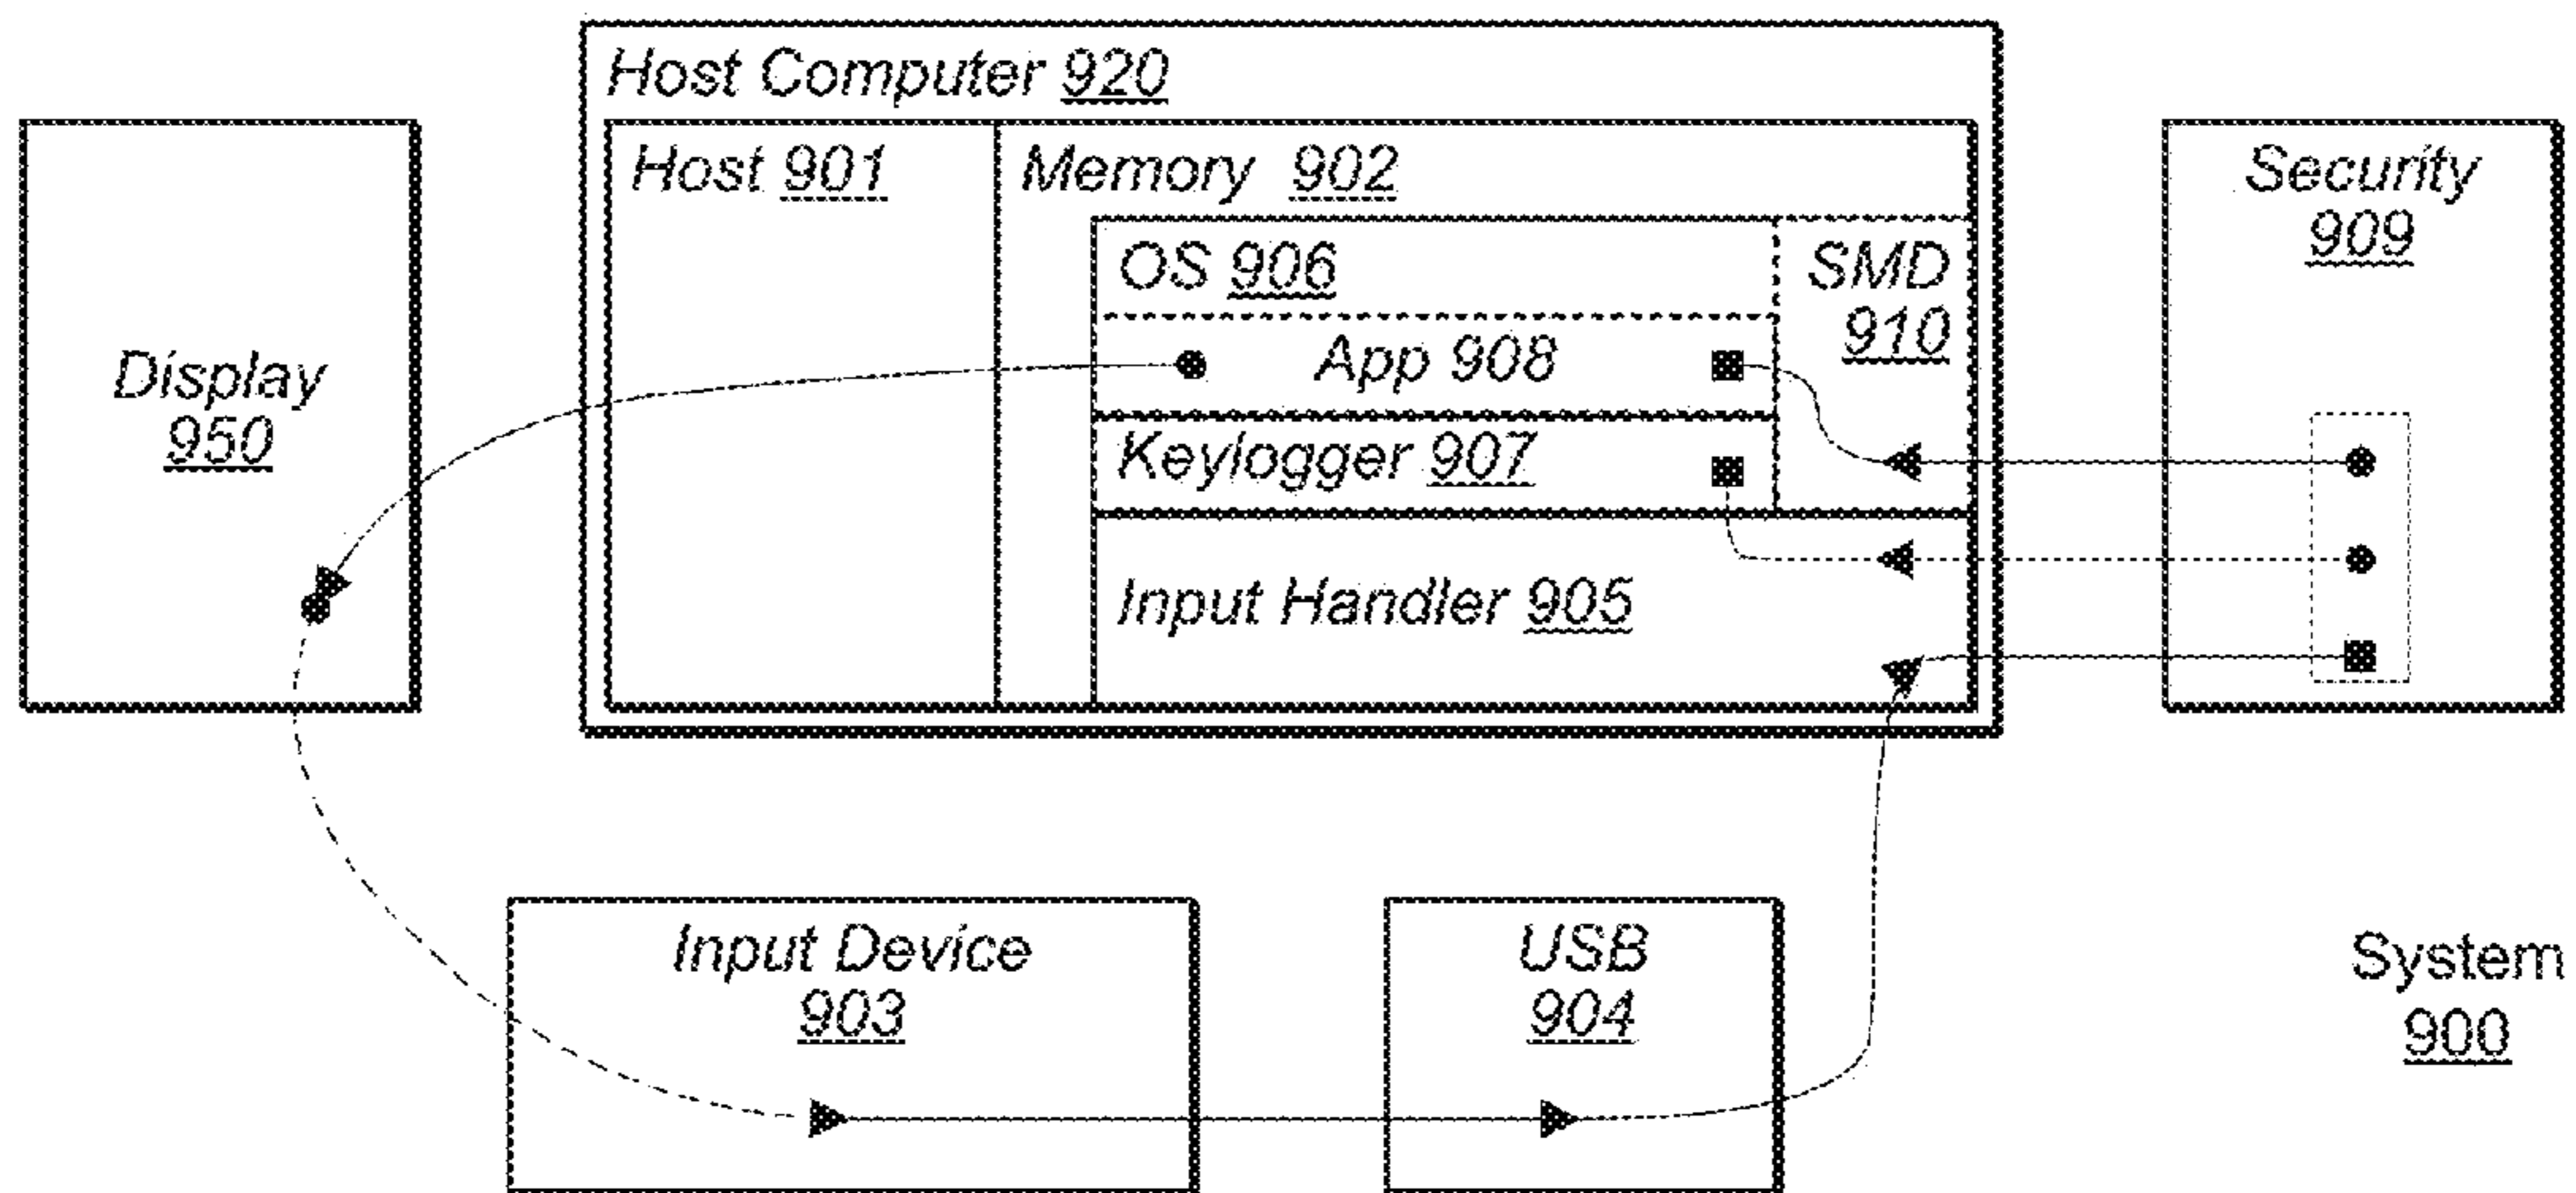 Host Computer 920
Host 901
Memory 902
Security
909
OS 906
SMD
910
Display
950
App 908
Keylogger 907
Input Handler 905
Input Device
903
USB
904
System
900